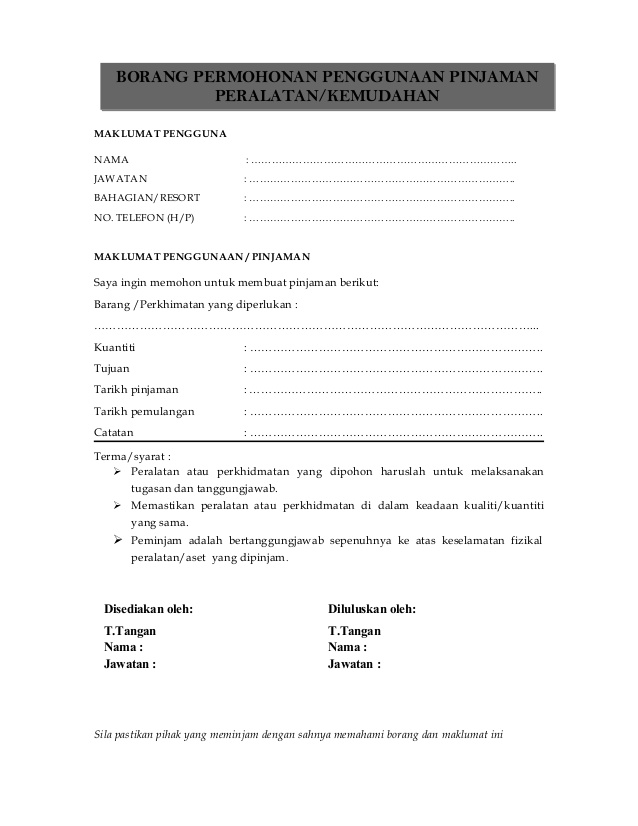 BORANG PERMOHONAN PENGGUNAAN PINJAMAN
PERALATAN/KEMUDAHAN
MAKLUMAT PENGGUNA
NAMA : ……………………………………………………………..
JAWATAN : ……………………………………………………………..
BAHAGIAN/RESORT : ……………………………………………………………..
NO. TELEFON (H/P) : ……………………………………………………………..
MAKLUMAT PENGGUNAAN / PINJAMAN
Saya ingin memohon untuk membuat pinjaman berikut:
Barang /Perkhimatan yang diperlukan :
……………………………………………………………………………………………………...
Kuantiti : …………………………………………………………………..
Tujuan : …………………………………………………………………..
Tarikh pinjaman : …………………………………………………………………..
Tarikh pemulangan : …………………………………………………………………..
Catatan : …………………………………………………………………..
Terma/syarat :
➢ Peralatan atau perkhidmatan yang dipohon haruslah untuk melaksanakan
tugasan dan tanggungjawab.
➢ Memastikan peralatan atau perkhidmatan di dalam keadaan kualiti/kuantiti
yang sama.
➢ Peminjam adalah bertanggungjawab sepenuhnya ke atas keselamatan fizikal
peralatan/aset yang dipinjam.
Disediakan oleh: Diluluskan oleh:
T.Tangan T.Tangan
Nama : Nama :
Jawatan : Jawatan :
Sila pastikan pihak yang meminjam dengan sahnya memahami borang dan maklumat ini